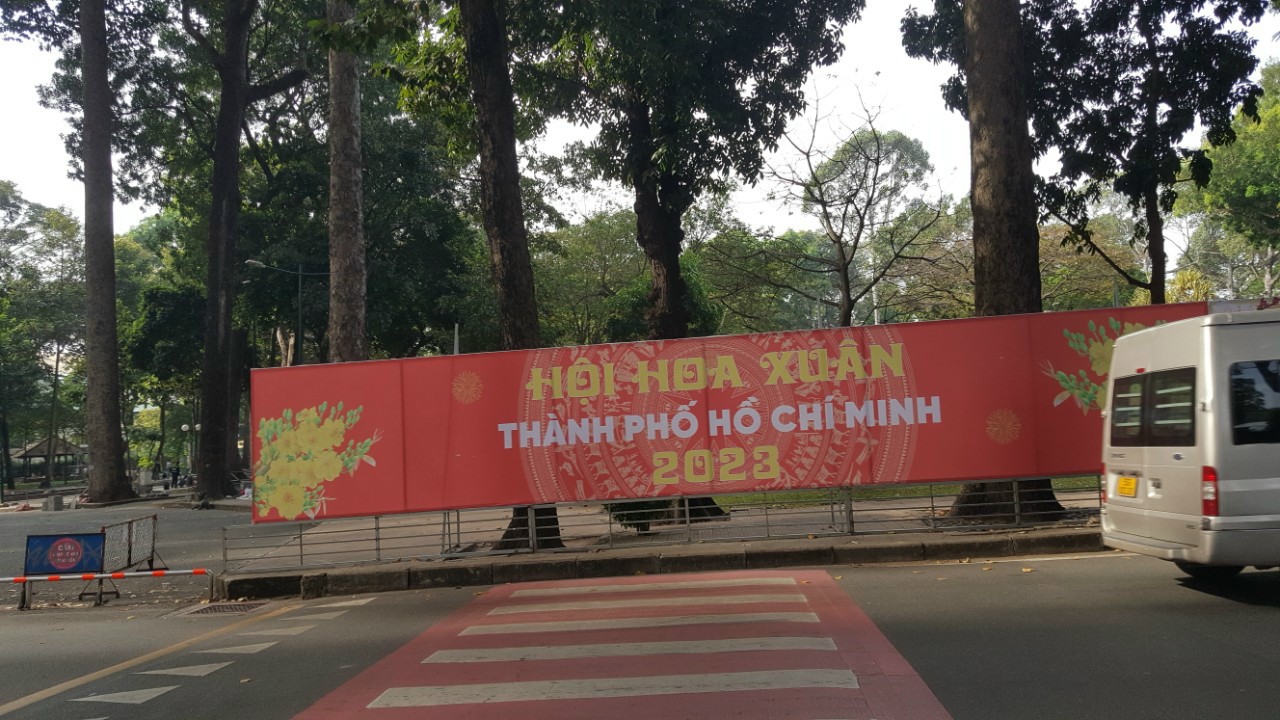 HỘI HOA XUÂN
THÀNH PHỐ HỒ CHÍ MINH
2023